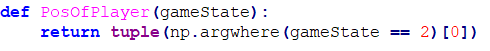 def PosOfPlayer(gameState):
    return tuple(np.argwhere(gameState == 2)[0])